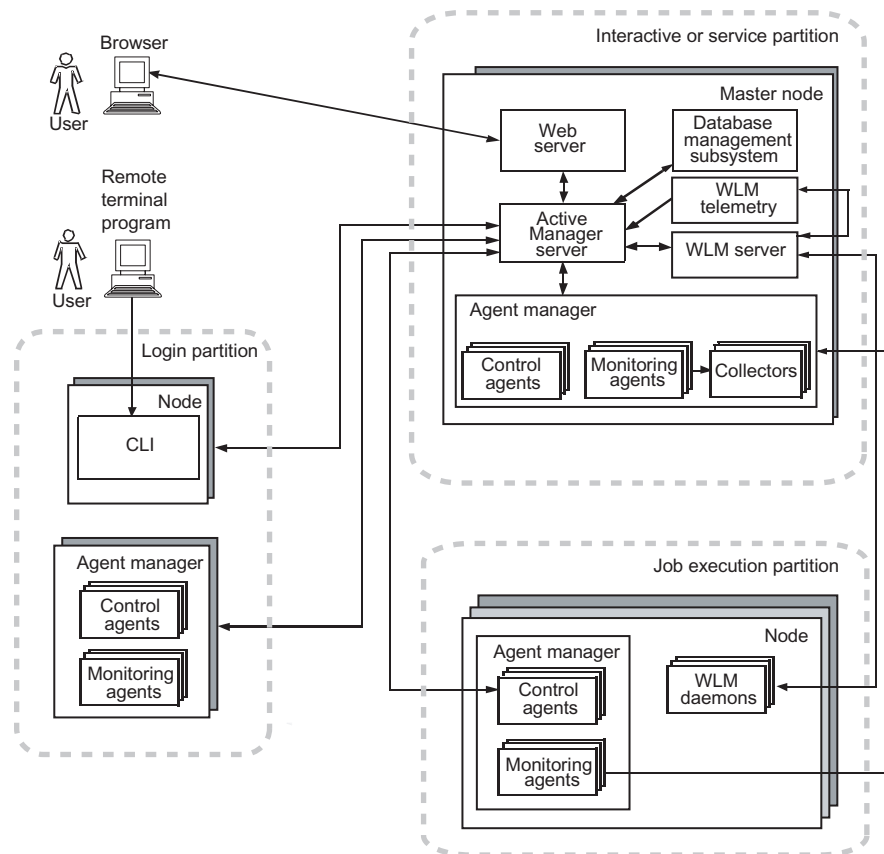 Browser
User
Remote
terminal
program
User
Login partition
Node
CLI
Agent manager
Control
agents
Monitoring
agents
Interactive or service partition
Master node
Web
server
Database
management
subsystem
WLM
telemetry
Active
Manager
server
WLM server
Agent manager
Control
agents
Monitoring
agents
Collectors
Job execution partition
Node
Agent manager
Control
agents
WLM
daemons
Monitoring
agents